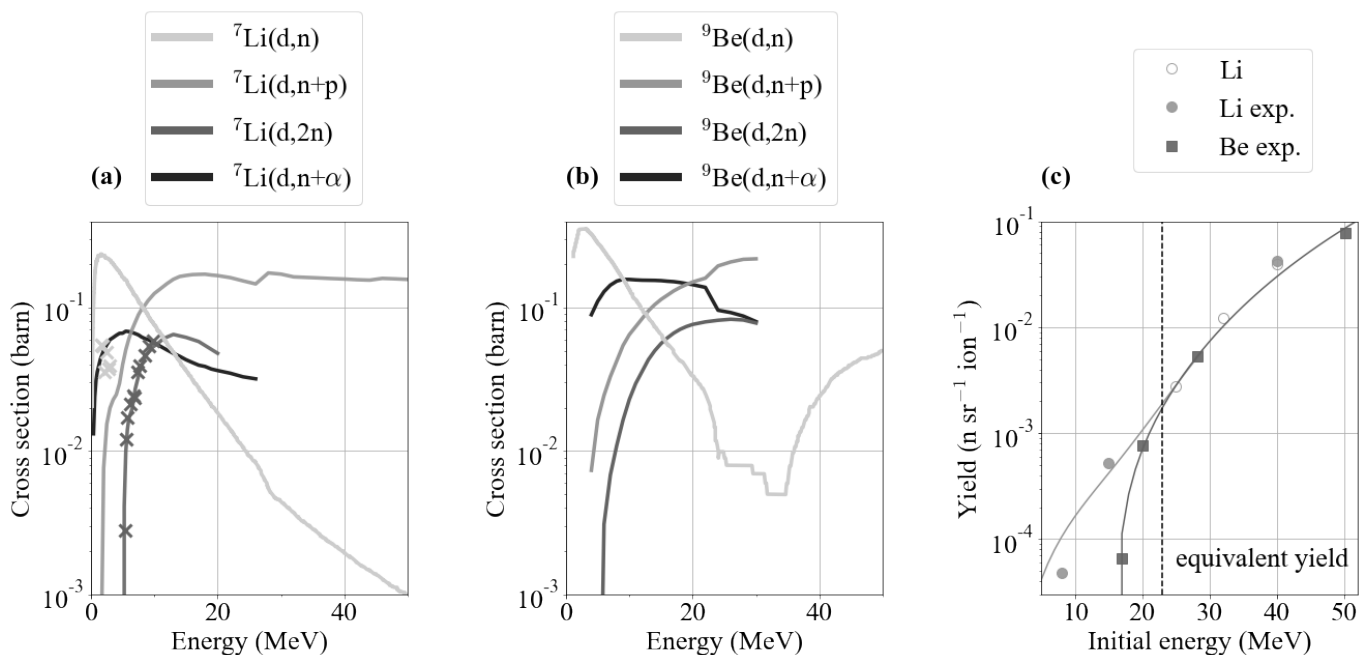 ⁷Li(d,n)
⁷Li(d,n+p)
⁷Li(d,2n)
⁷Li(d,n+α)
(a)
10⁻¹
10⁻²
10⁻³
Cross section (barn)
0
20
40
Energy (MeV)
⁹Be(d,n)
⁹Be(d,n+p)
⁹Be(d,2n)
⁹Be(d,n+α)
(b)
10⁻¹
10⁻²
10⁻³
Cross section (barn)
0
20
40
Energy (MeV)
Li
Li exp.
Be exp.
(c)
10⁻¹
10⁻²
10⁻³
10⁻⁴
Yield (n sr⁻¹ ion⁻¹)
equivalent yield
10
20
30
40
50
Initial energy (MeV)